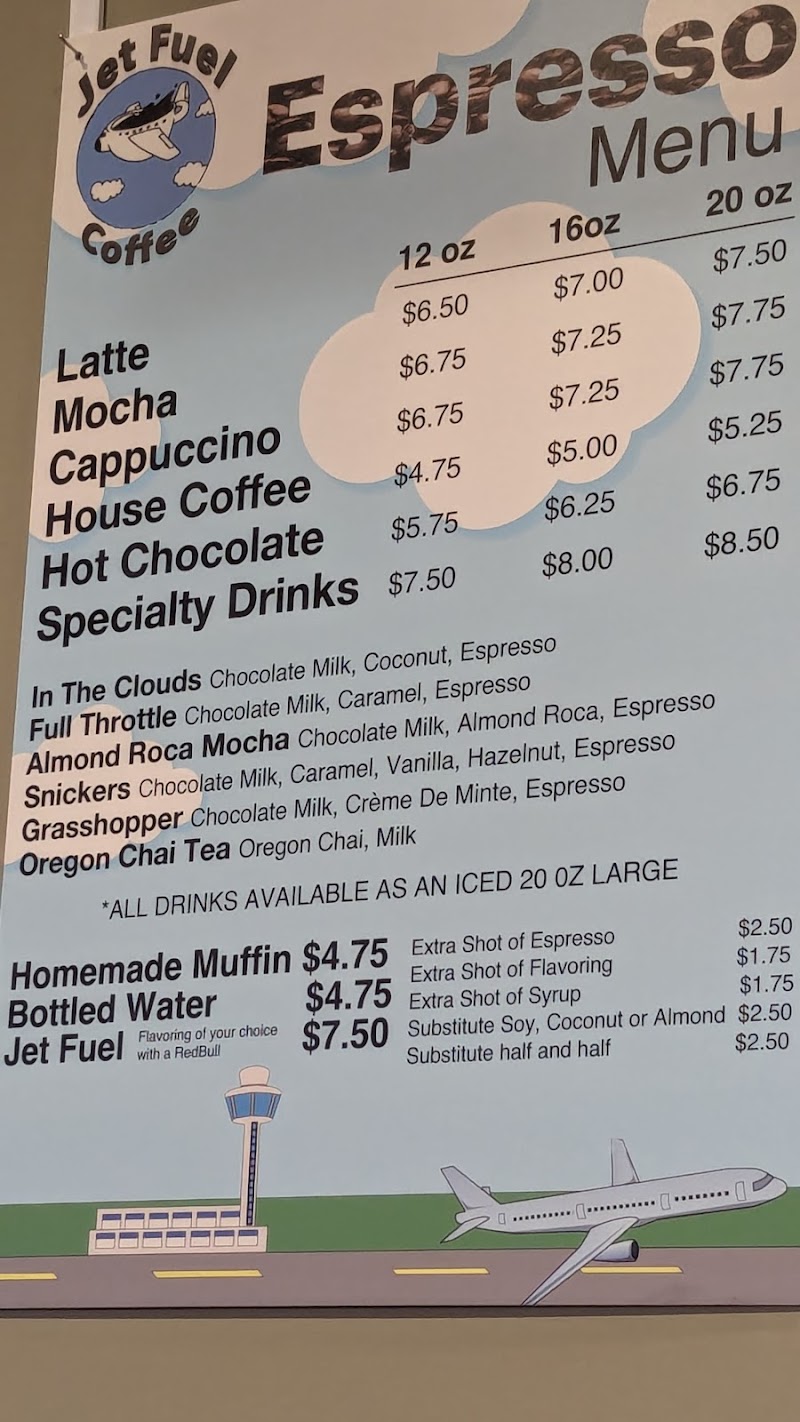 Jet Fuel
Coffee
Espresso
Menu
12 oz 16oz 20 oz
Latte $6.50 $7.00 $7.50
Mocha $6.75 $7.25 $7.75
Cappuccino $6.75 $7.25 $7.75
House Coffee $4.75 $5.00 $5.25
Hot Chocolate $5.75 $6.25 $6.75
Specialty Drinks $7.50 $8.00 $8.50
In The Clouds Chocolate Milk, Coconut, Espresso
Full Throttle Chocolate Milk, Caramel, Espresso
Almond Roca Mocha Chocolate Milk, Almond Roca, Espresso
Snickers Chocolate Milk, Caramel, Vanilla, Hazelnut, Espresso
Grasshopper Chocolate Milk, Crème De Minte, Espresso
Oregon Chai Tea Oregon Chai, Milk
*ALL DRINKS AVAILABLE AS AN ICED 20 OZ LARGE
Homemade Muffin $4.75
Bottled Water $4.75
Jet Fuel Flavoring of your choice
with a RedBull $7.50
Extra Shot of Espresso $2.50
Extra Shot of Flavoring $1.75
Extra Shot of Syrup $1.75
Substitute Soy, Coconut or Almond $2.50
Substitute half and half $2.50